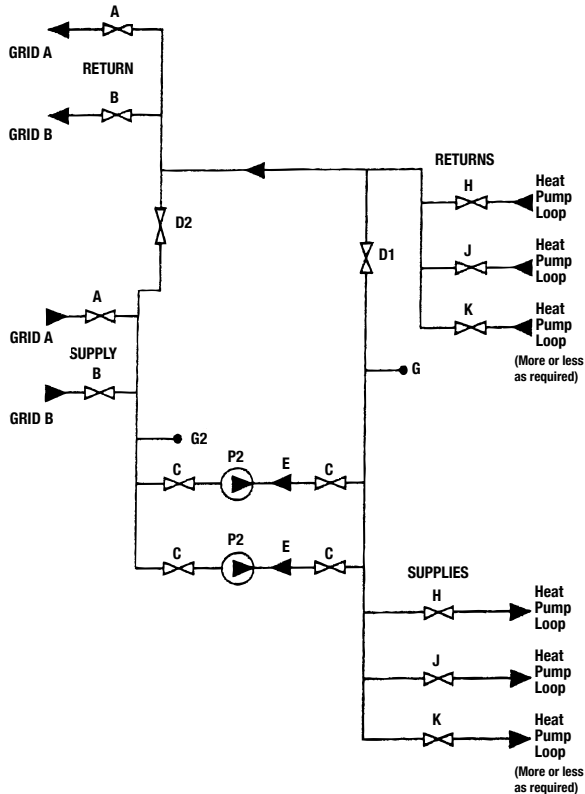 A
GRID A
RETURN
B
GRID B
D2
RETURNS
H
Heat
Pump
Loop
J
Heat
Pump
Loop
D1
K
Heat
Pump
Loop
(More or less
as required)
A
GRID A
SUPPLY
B
GRID B
G
G2
C
P2
E
C
C
P2
E
C
SUPPLIES
H
Heat
Pump
Loop
J
Heat
Pump
Loop
K
Heat
Pump
Loop
(More or less
as required)